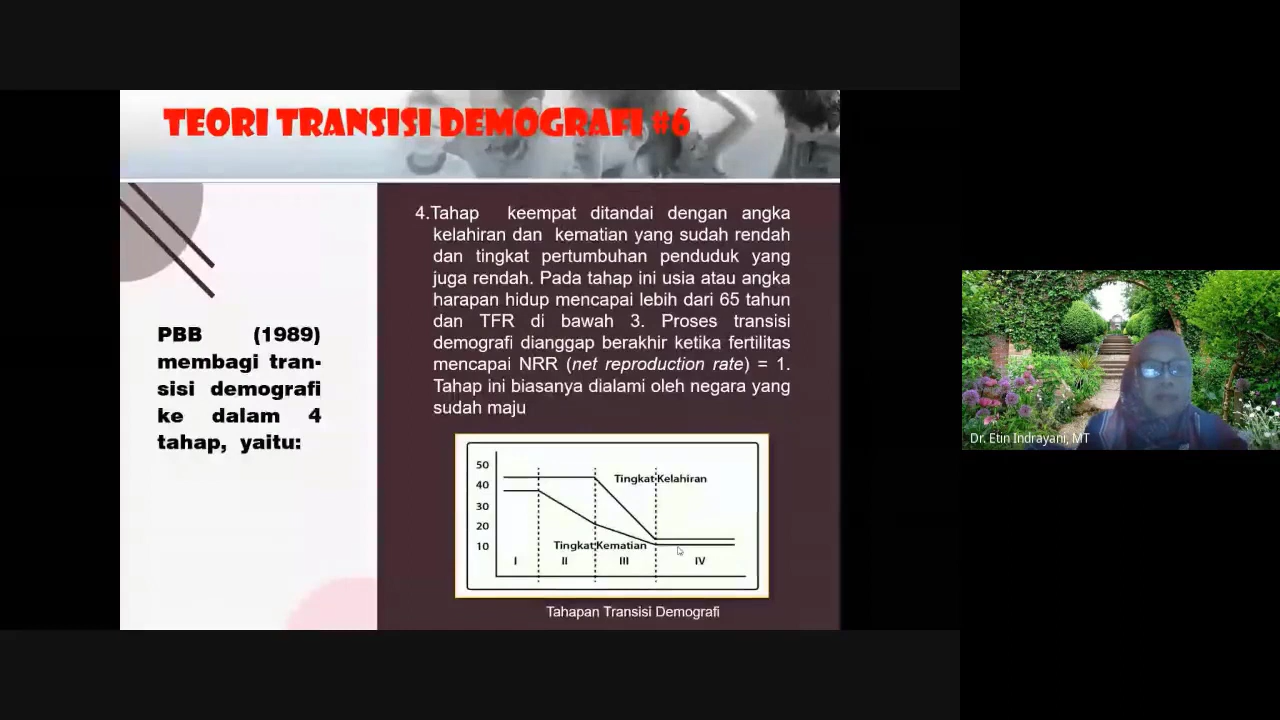 TEORI TRANSISI DEMOGRAFI #6
PBB (1989)
membagi tran-
sisi demografi
ke dalam 4
tahap, yaitu:
4.Tahap keempat ditandai dengan angka
kelahiran dan kematian yang sudah rendah
dan tingkat pertumbuhan penduduk yang
juga rendah. Pada tahap ini usia atau angka
harapan hidup mencapai lebih dari 65 tahun
dan TFR di bawah 3. Proses transisi
demografi dianggap berakhir ketika fertilitas
mencapai NRR (net reproduction rate) = 1.
Tahap ini biasanya dialami oleh negara yang
sudah maju
50
40
30
20
10
Tingkat Kelahiran
Tingkat Kematian
I II III IV
Tahapan Transisi Demografi
Dr. Etin Indrayani, MT